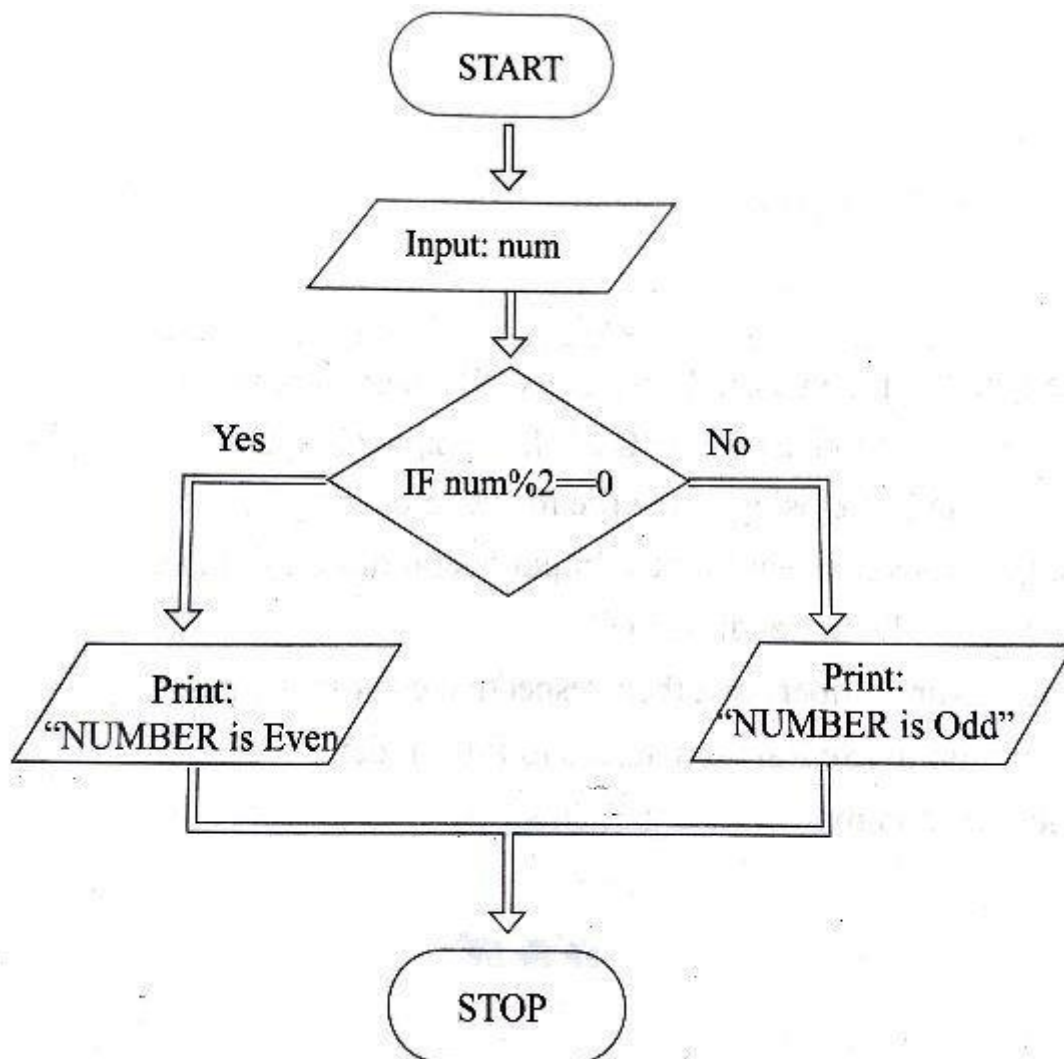 START
Input: num
IF num%2==0
Yes
No
Print:
“NUMBER is Even
Print:
“NUMBER is Odd”
STOP